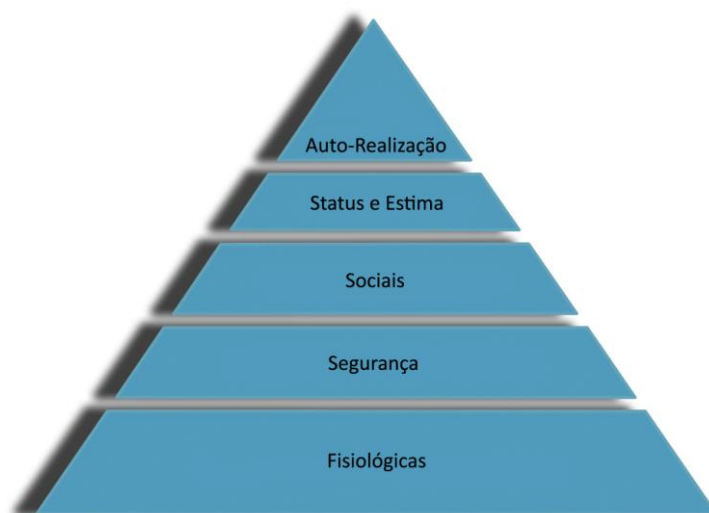 Auto-Realização
Status e Estima
Sociais
Segurança
Fisiológicas